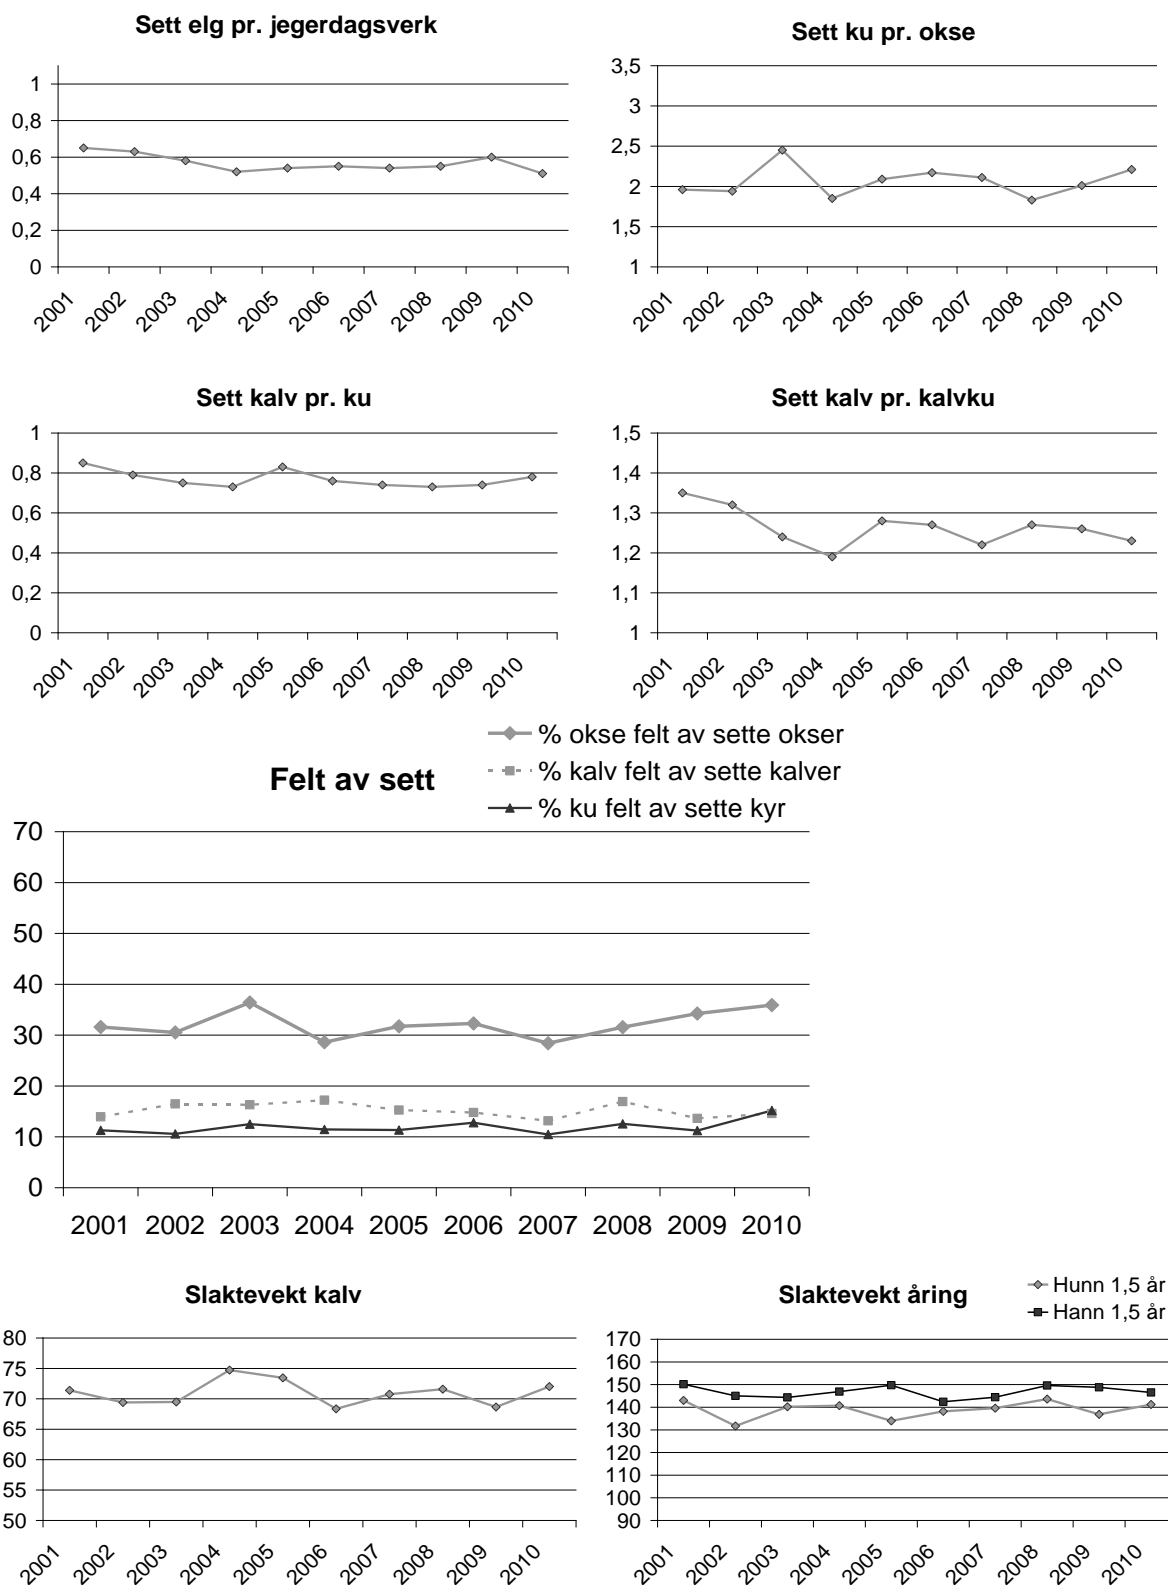 Sett elg pr. jegerdagsverk
1
0,8
0,6
0,4
0,2
0
2001 2002 2003 2004 2005 2006 2007 2008 2009 2010
Sett ku pr. okse
3,5
3
2,5
2
1,5
1
2001 2002 2003 2004 2005 2006 2007 2008 2009 2010
Sett kalv pr. ku
1
0,8
0,6
0,4
0,2
0
2001 2002 2003 2004 2005 2006 2007 2008 2009 2010
Sett kalv pr. kalvku
1,5
1,4
1,3
1,2
1,1
1
2001 2002 2003 2004 2005 2006 2007 2008 2009 2010
Felt av sett
% okse felt av sette okser
% kalv felt av sette kalver
% ku felt av sette kyr
70
60
50
40
30
20
10
0
2001 2002 2003 2004 2005 2006 2007 2008 2009 2010
Slaktevekt kalv
80
75
70
65
60
55
50
2001 2002 2003 2004 2005 2006 2007 2008 2009 2010
Slaktevekt åring
Hunn 1,5 år
Hann 1,5 år
170
160
150
140
130
120
110
100
90
2001 2002 2003 2004 2005 2006 2007 2008 2009 2010